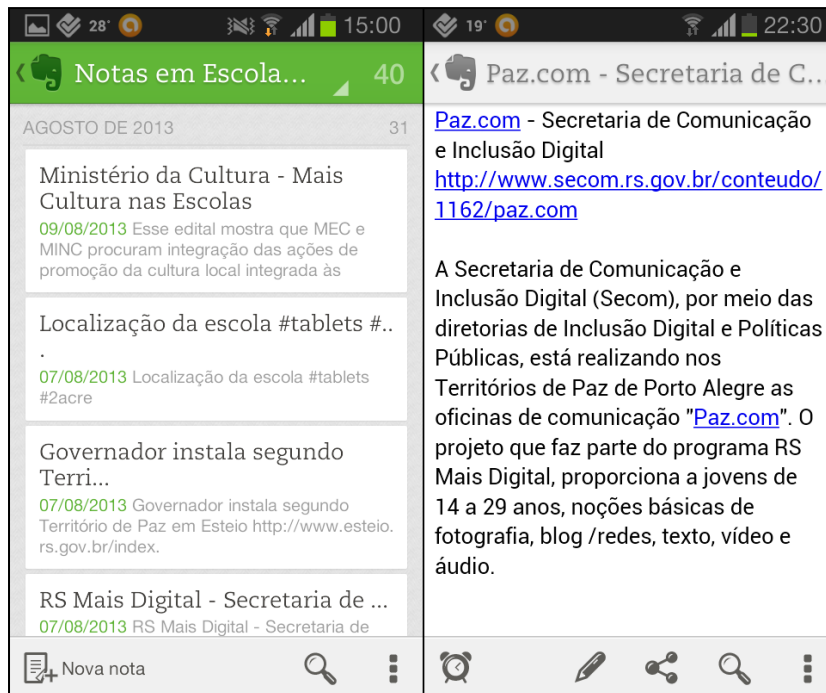 28° 15:00
Notas em Escola... 40
AGOSTO DE 2013 31
Ministério da Cultura - Mais
Cultura nas Escolas
09/08/2013 Esse edital mostra que MEC e
MINC procuram integração das ações de
promoção da cultura local integrada às
Localização da escola #tablets #..
.
07/08/2013 Localização da escola #tablets
#2acre
Governador instala segundo
Terri...
07/08/2013 Governador instala segundo
Território de Paz em Esteio http://www.esteio.
rs.gov.br/index.
RS Mais Digital - Secretaria de ...
07/08/2013 RS Mais Digital - Secretaria de
Nova nota
19° 22:30
Paz.com - Secretaria de C..
Paz.com - Secretaria de Comunicação
e Inclusão Digital
http://www.secom.rs.gov.br/conteudo/
1162/paz.com
A Secretaria de Comunicação e
Inclusão Digital (Secom), por meio das
diretorias de Inclusão Digital e Políticas
Públicas, está realizando nos
Territórios de Paz de Porto Alegre as
oficinas de comunicação "Paz.com". O
projeto que faz parte do programa RS
Mais Digital, proporciona a jovens de
14 a 29 anos, noções básicas de
fotografia, blog /redes, texto, vídeo e
áudio.